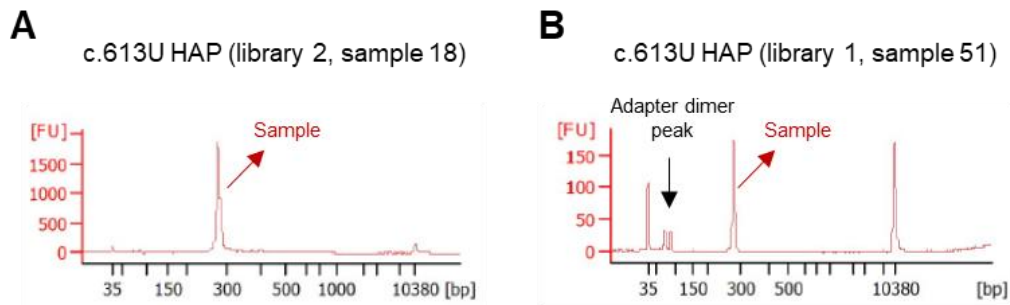 A
c.613U HAP (library 2, sample 18)
[FU]
1500
1000
500
0
Sample
35 150 300 500 1000 10380 [bp]
B
c.613U HAP (library 1, sample 51)
Adapter dimer
peak
Sample
[FU]
150
100
50
0
35 150 300 500 10380 [bp]